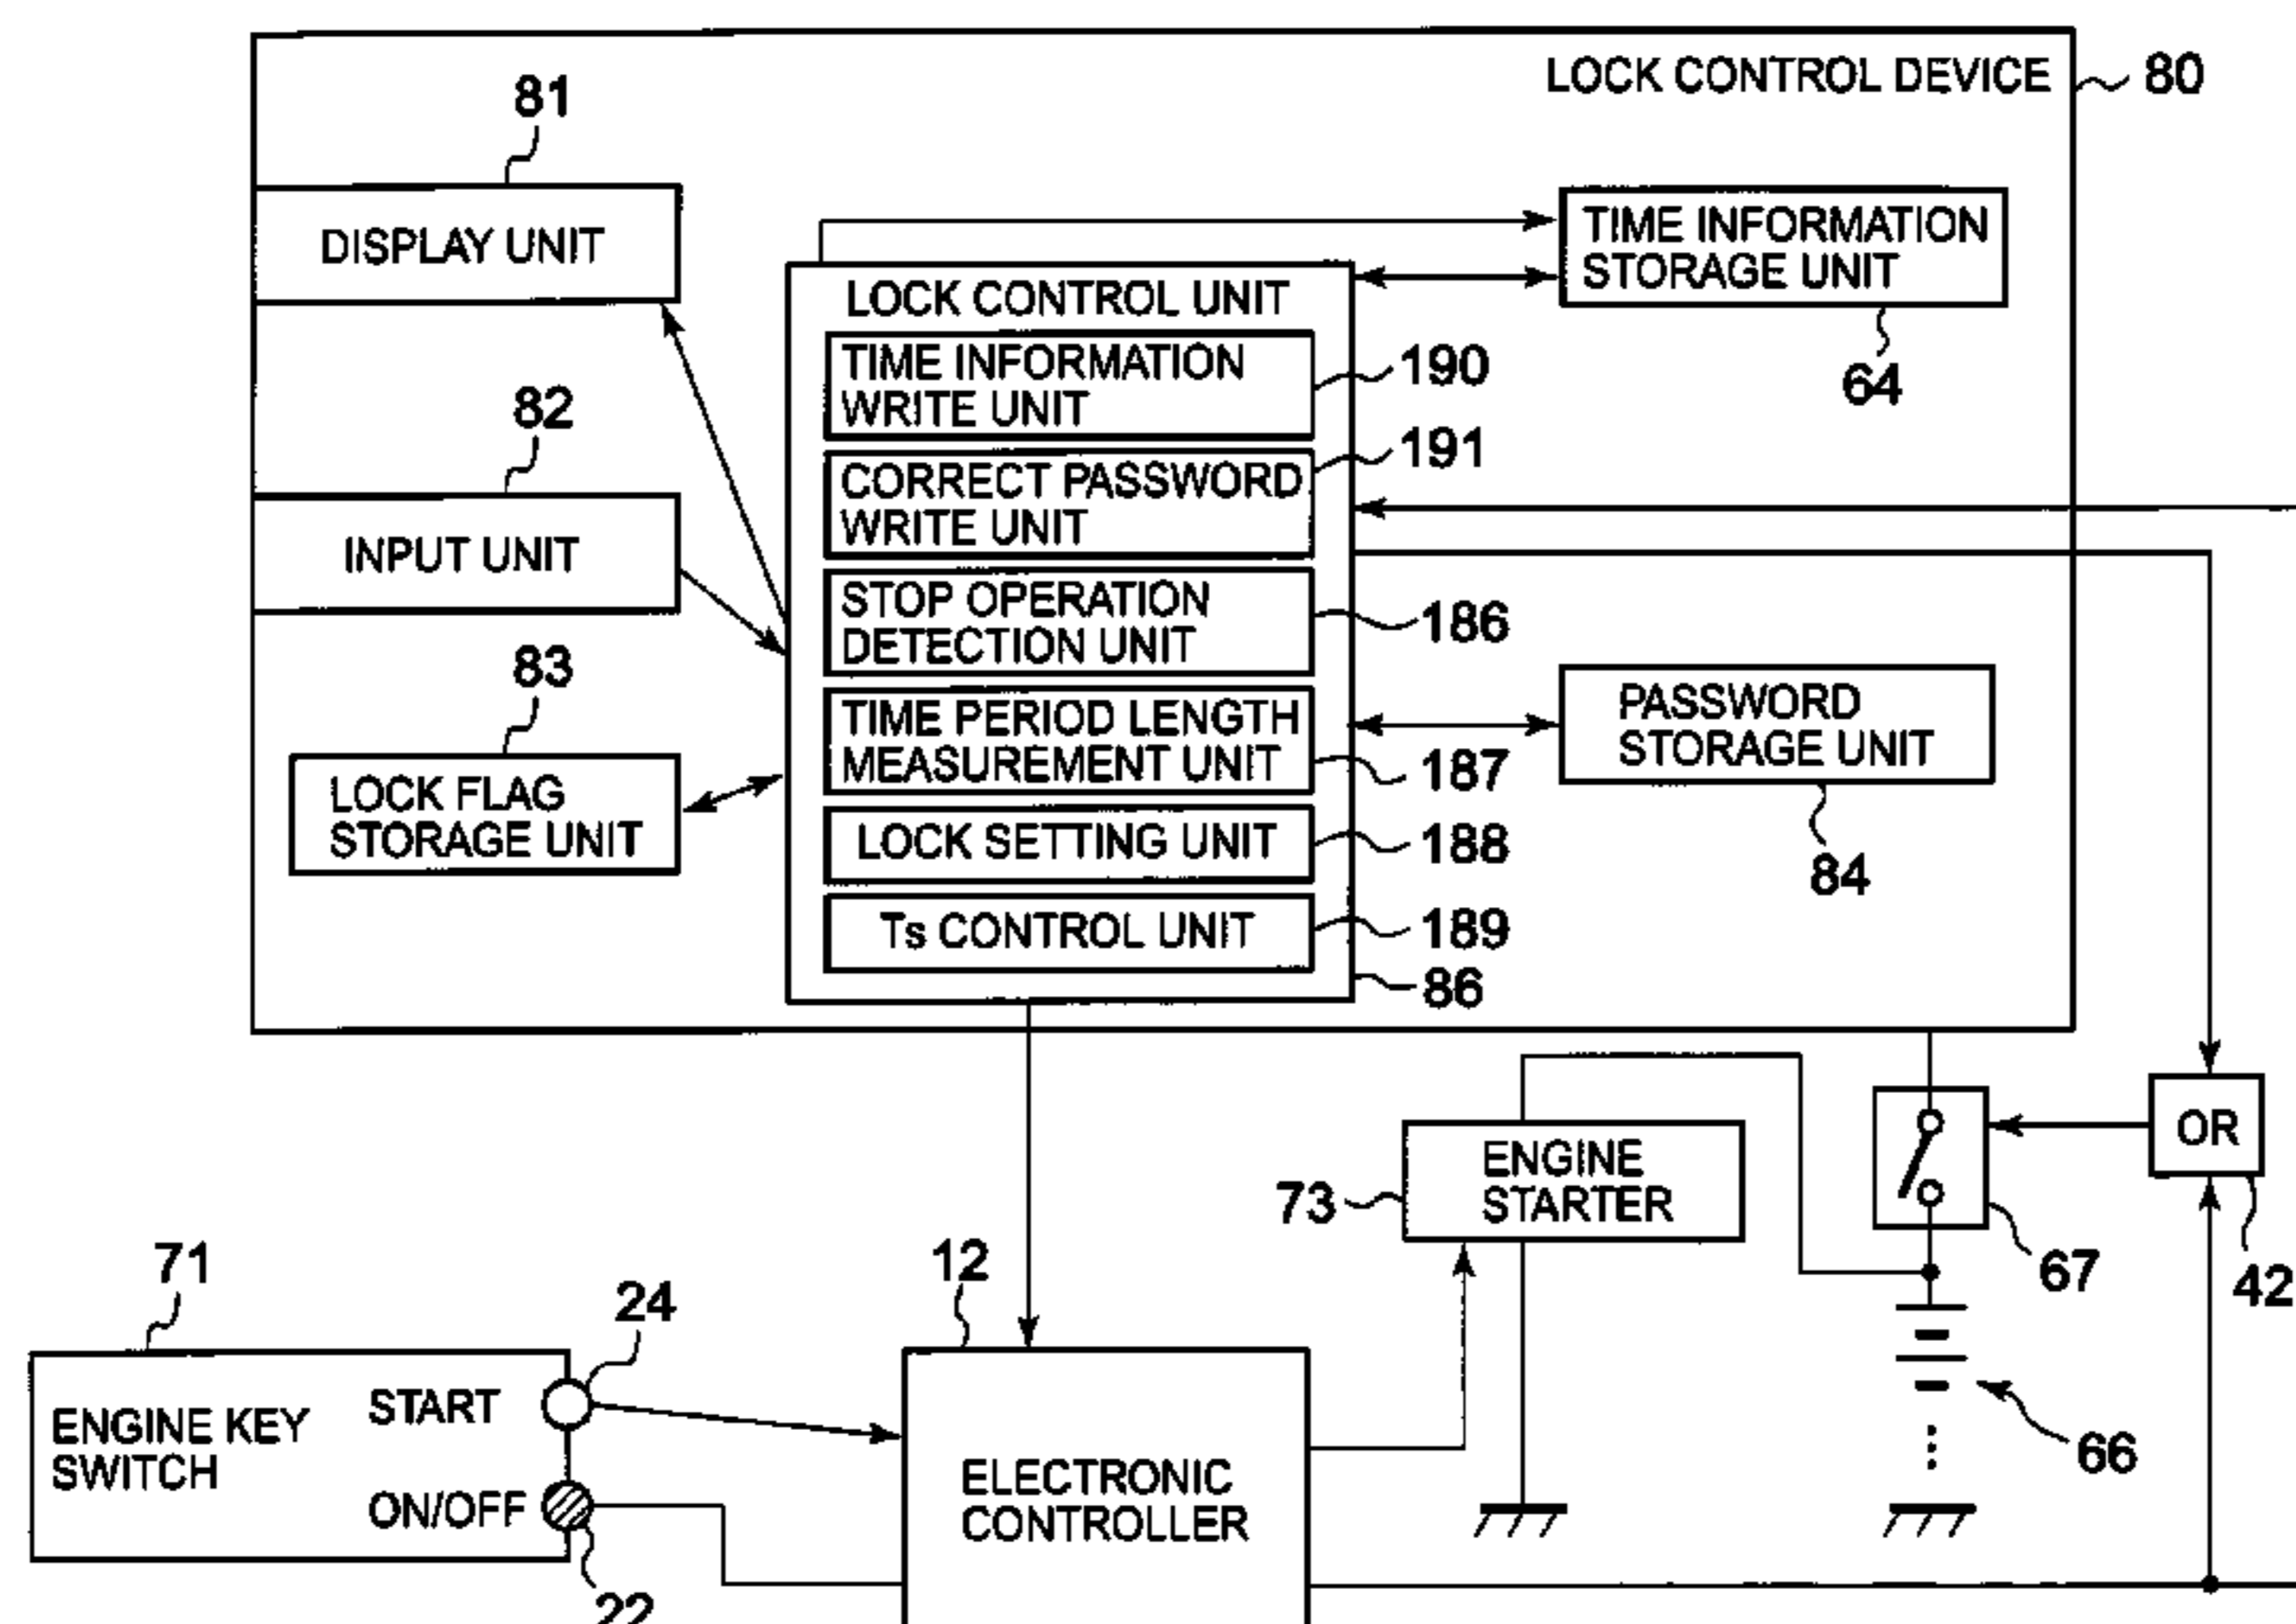 LOCK CONTROL DEVICE
80
81
DISPLAY UNIT
TIME INFORMATION
STORAGE UNIT
64
LOCK CONTROL UNIT
TIME INFORMATION
WRITE UNIT
190
82
INPUT UNIT
CORRECT PASSWORD
WRITE UNIT
191
STOP OPERATION
DETECTION UNIT
186
83
LOCK FLAG
STORAGE UNIT
TIME PERIOD LENGTH
MEASUREMENT UNIT
187
PASSWORD
STORAGE UNIT
84
LOCK SETTING UNIT
188
Ts CONTROL UNIT
189
86
OR
42
67
ENGINE
STARTER
73
66
71
24
12
START
ENGINE KEY
SWITCH
ON/OFF
22
ELECTRONIC
CONTROLLER